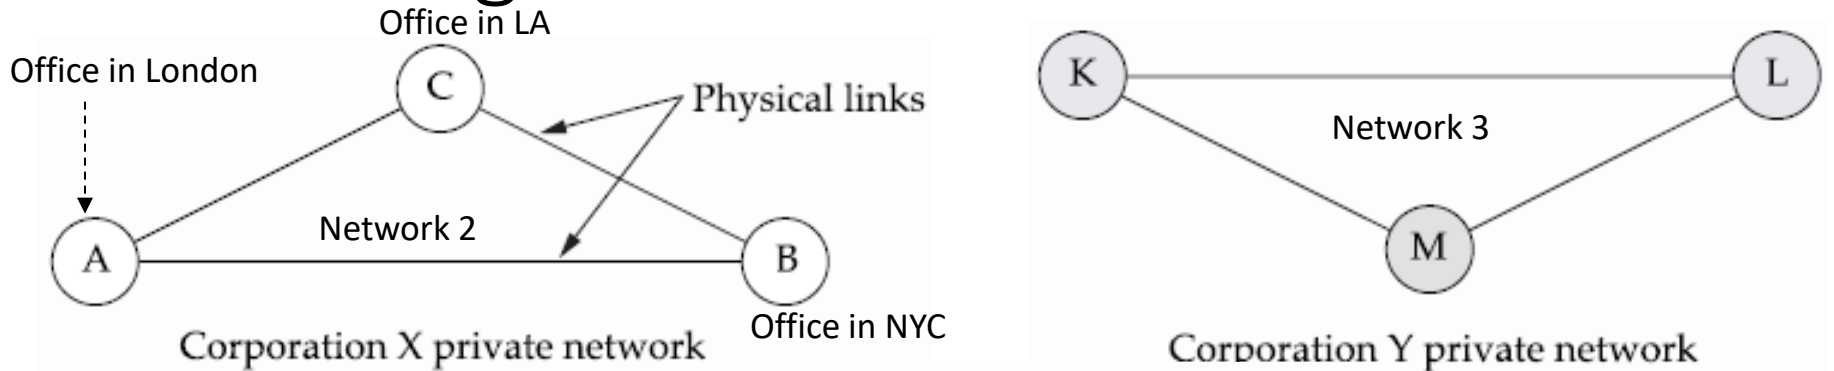 Office in LA
Office in London
C
Physical links
A
Network 2
B
Office in NYC
Corporation X private network
K
L
Network 3
M
Corporation Y private network